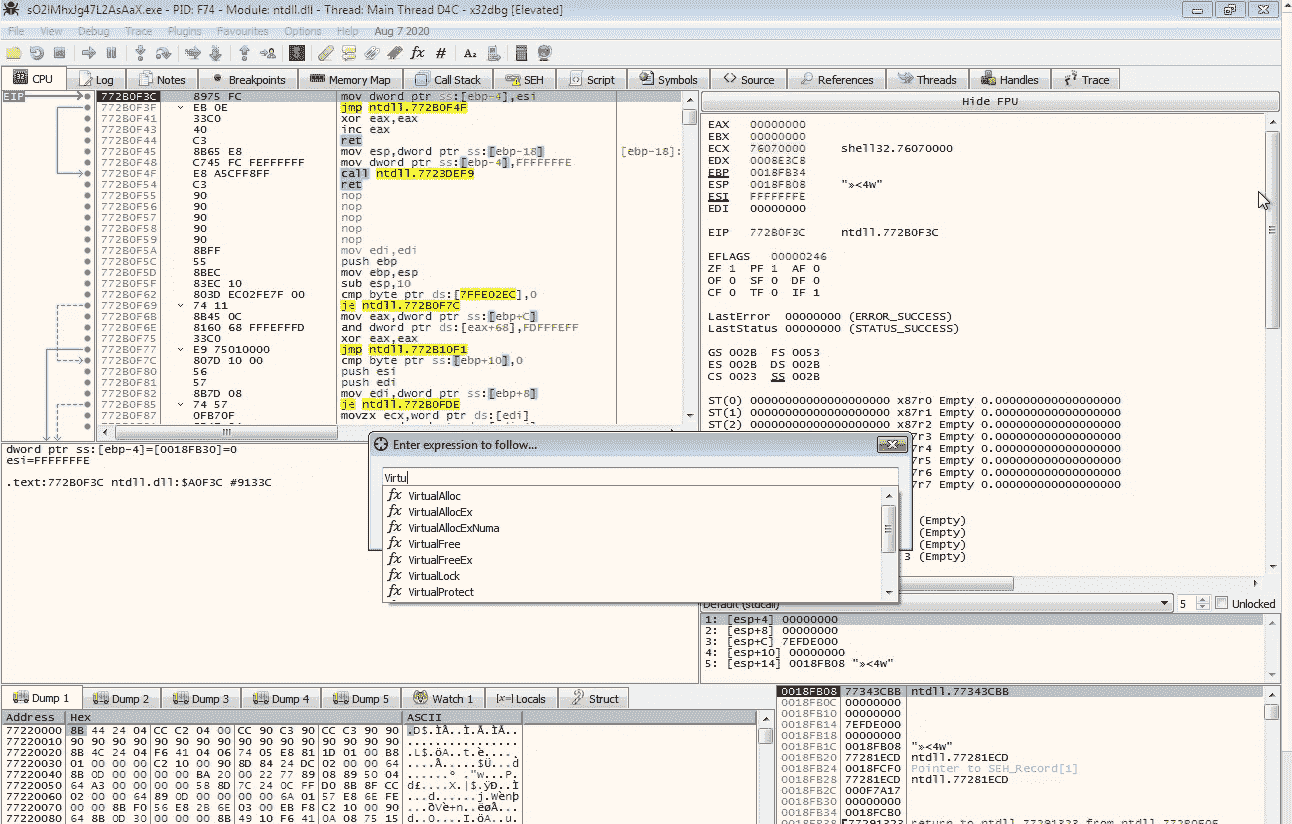 sO2iMhxJg47L2AsAaX.exe - PID: F74 - Module: ntdll.dll - Thread: Main Thread D4C - x32dbg [Elevated]
File View Debug Trace Plugins Favourites Options Help Aug 7 2020
CPU Log Notes Breakpoints Memory Map Call Stack SEH Script Symbols Source References Threads Handles Trace
EIP
772B0F3C 8975 FC mov dword ptr ss:[ebp-4],esi
772B0F3F EB 0E jmp ntdll.772B0F4F
772B0F41 33C0 xor eax,eax
772B0F43 40 inc eax
772B0F44 C3 ret
772B0F45 8B65 E8 mov esp,dword ptr ss:[ebp-18] [ebp-18]:
772B0F48 C745 FC FEFFFFFF mov dword ptr ss:[ebp-4],FFFFFFFE
772B0F4F E8 A5CFF8FF call ntdll.7723DEF9
772B0F54 C3 ret
772B0F55 90 nop
772B0F56 90 nop
772B0F57 90 nop
772B0F58 90 nop
772B0F59 90 nop
772B0F5A 8BFF mov edi,edi
772B0F5C 55 push ebp
772B0F5D 8BEC mov ebp,esp
772B0F5F 83EC 10 sub esp,10
772B0F62 803D EC02FE7F 00 cmp byte ptr ds:[7FFE02EC],0
772B0F69 74 11 je ntdll.772B0F7C
772B0F6B 8B45 0C mov eax,dword ptr ss:[ebp+C]
772B0F6E 8160 68 FFFEFFFD and dword ptr ds:[eax+68],FDFFFEFF
772B0F75 33C0 xor eax,eax
772B0F77 E9 75010000 jmp ntdll.772B10F1
772B0F7C 807D 10 00 cmp byte ptr ss:[ebp+10],0
772B0F80 56 push esi
772B0F81 57 push edi
772B0F82 8B7D 08 mov edi,dword ptr ss:[ebp+8]
772B0F85 74 57 je ntdll.772B0FDE
772B0F87 0FB70F movzx ecx,word ptr ds:[edi]
Hide FPU
EAX 00000000
EBX 00000000
ECX 76070000 shell32.76070000
EDX 0008E3C8
EBP 0018FB34
ESP 0018FB08 "»<4w"
ESI FFFFFFFE
EDI 00000000
EIP 772B0F3C ntdll.772B0F3C
EFLAGS 00000246
ZF 1 PF 1 AF 0
OF 0 SF 0 DF 0
CF 0 TF 0 IF 1
LastError 00000000 (ERROR_SUCCESS)
LastStatus 00000000 (STATUS_SUCCESS)
GS 002B FS 0053
ES 002B DS 002B
CS 0023 SS 002B
ST(0) 00000000000000000000 x87r0 Empty 0.000000000000000000
ST(1) 00000000000000000000 x87r1 Empty 0.000000000000000000
ST(2) 00000000000000000000 x87r2 Empty 0.000000000000000000
r3 Empty 0.000000000000000000
r4 Empty 0.000000000000000000
r5 Empty 0.000000000000000000
r6 Empty 0.000000000000000000
r7 Empty 0.000000000000000000
(Empty)
(Empty)
(Empty)
3 (Empty)
dword ptr ss:[ebp-4]=[0018FB30]=0
esi=FFFFFFFE
.text:772B0F3C ntdll.dll:$A0F3C #9133C
Enter expression to follow...
Virtu
VirtualAlloc
VirtualAllocEx
VirtualAllocExNuma
VirtualFree
VirtualFreeEx
VirtualLock
VirtualProtect
Default (stdcall) 5 Unlocked
1: [esp+4] 00000000
2: [esp+8] 00000000
3: [esp+C] 7EFDE000
4: [esp+10] 00000000
5: [esp+14] 0018FB08 "»<4w"
Dump 1 Dump 2 Dump 3 Dump 4 Dump 5 Watch 1 Locals Struct
Address Hex ASCII
77220000 8B 44 24 04 CC C2 04 00 CC 90 C3 90 CC C3 90 90
77220010 90 90 90 90 90 90 90 90 90 90 90 90 90 90 90 90
77220020 8B 4C 24 04 F6 41 04 06 74 05 E8 81 1D 01 00 B8
77220030 01 00 00 00 C2 10 00 90 8D 84 24 DC 02 00 00 64
77220040 8B 0D 00 00 00 00 BA 20 00 22 77 89 08 89 50 04
77220050 64 A3 00 00 00 00 58 8D 7C 24 0C FF D0 8B 8F CC
77220060 02 00 00 64 89 0D 00 00 00 00 6A 01 57 E8 6E FE
77220070 00 00 8B F0 56 E8 28 6E 03 00 EB F8 C2 10 00 90
77220080 64 8B 0D 30 00 00 00 8B 49 10 F6 41 0A 08 75 15
0018FB08 77343CBB ntdll.77343CBB
0018FB0C 00000000
0018FB10 00000000
0018FB14 7EFDE000
0018FB18 00000000
0018FB1C 0018FB08 "»<4w"
0018FB20 77281ECD ntdll.77281ECD
0018FB24 0018FCF0 Pointer to SEH_Record[1]
0018FB28 77281ECD ntdll.77281ECD
0018FB2C 000F7A17
0018FB30 00000000
0018FB34 0018FCB0